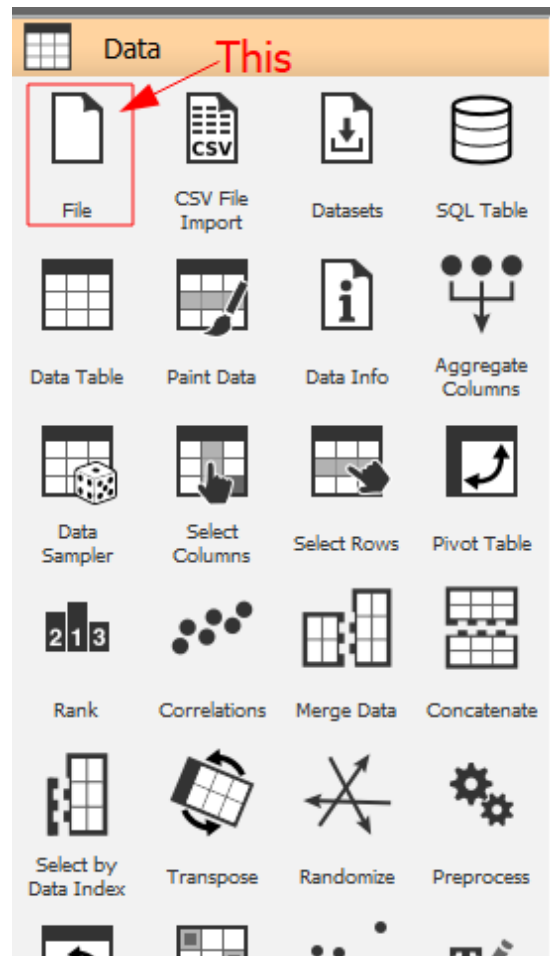 Data
This
File
CSV
CSV File
Import
Datasets
SQL Table
Data Table
Paint Data
Data Info
Aggregate
Columns
Data
Sampler
Select
Columns
Select Rows
Pivot Table
2 1 3
Rank
Correlations
Merge Data
Concatenate
Select by
Data Index
Transpose
Randomize
Preprocess